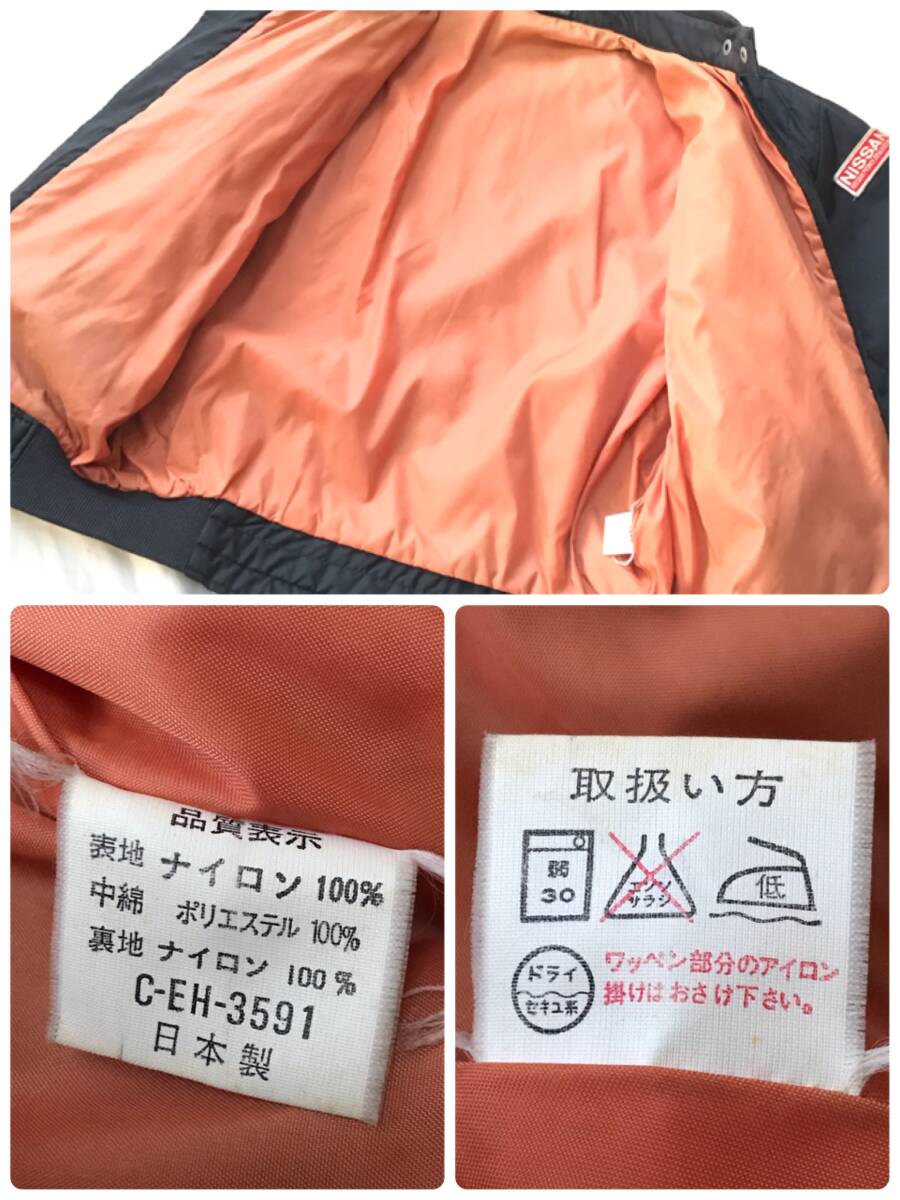 NISSAN
品質表示
表地 ナイロン 100%
中綿 ポリエステル 100%
裏地 ナイロン 100%
C-EH-3591
日本製
取扱い方
弱
30
エンソ
サラシ
低
ドライ
セキユ系
ワッペン部分のアイロン
掛けはおさけ下さい。